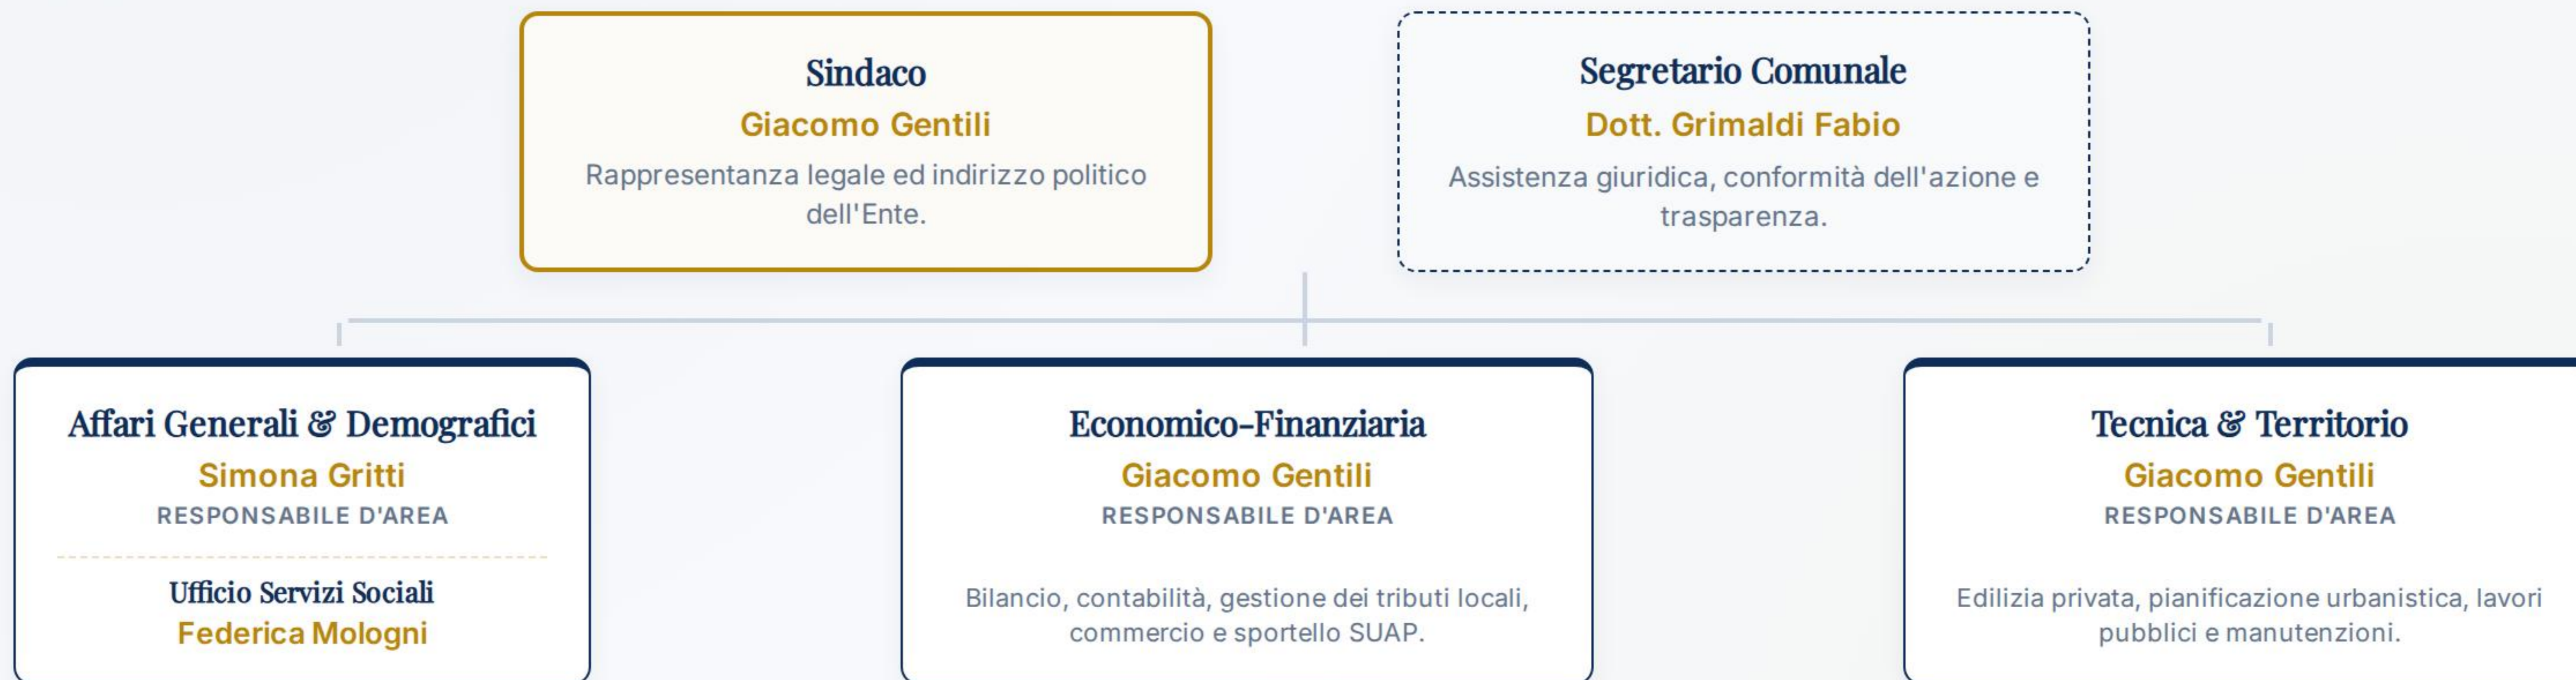 Sindaco
Giacomo Gentili
Rappresentanza legale ed indirizzo politico
dell'Ente.
Segretario Comunale
Dott. Grimaldi Fabio
Assistenza giuridica, conformità dell'azione e
trasparenza.
Affari Generali & Demografici
Simona Gritti
RESPONSABILE D'AREA
Ufficio Servizi Sociali
Federica Mologni
Economico-Finanziaria
Giacomo Gentili
RESPONSABILE D'AREA
Bilancio, contabilità, gestione dei tributi locali,
commercio e sportello SUAP.
Tecnica & Territorio
Giacomo Gentili
RESPONSABILE D'AREA
Edilizia privata, pianificazione urbanistica, lavori
pubblici e manutenzioni.